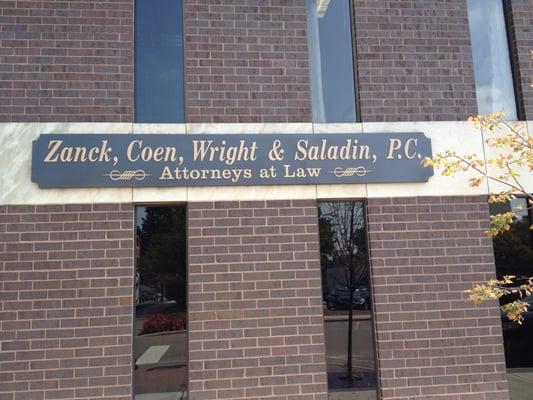 Zanck, Coen, Wright & Saladin, P.C.
Attorneys at Law